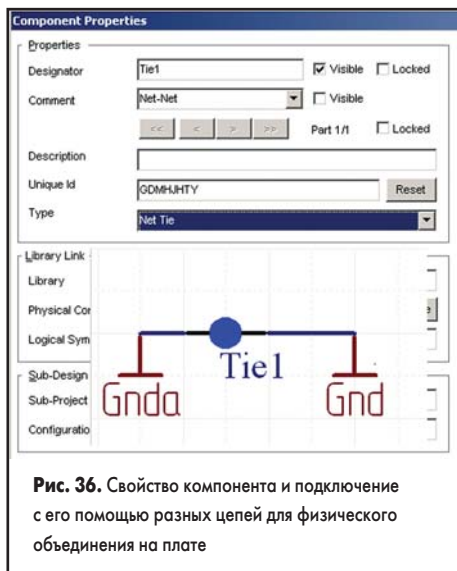 Component Properties
Properties
Designator Tie1 Visible Locked
Comment Net-Net Visible
<< < > >> Part 1/1 Locked
Description
Unique Id GDMHJHTY Reset
Type Net Tie
Library Link
Library
Physical Cor
Logical Sym
Tie1
Gnda Gnd
Sub-Design
Sub-Project
Configuratio
Рис. 36. Свойство компонента и подключение
с его помощью разных цепей для физического
объединения на плате